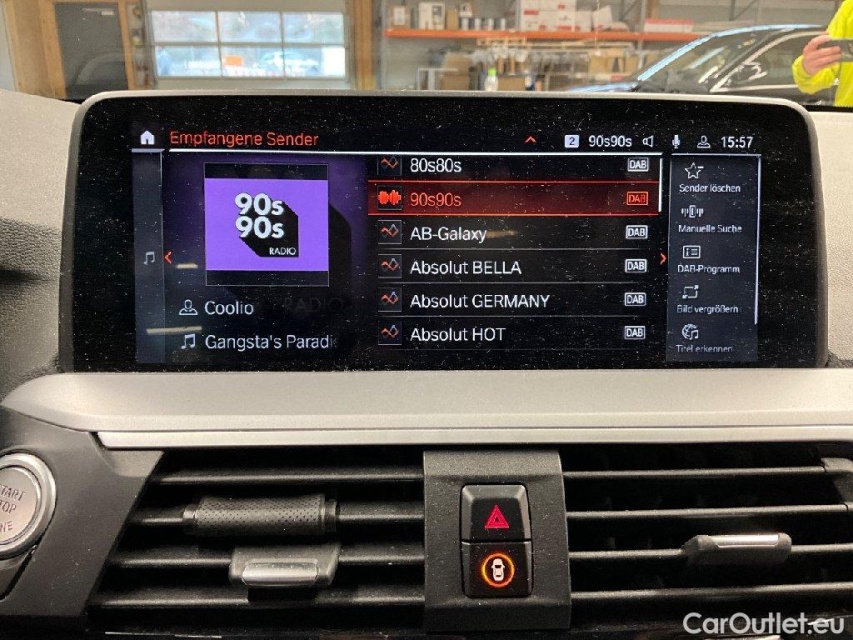 Empfangene Sender
2 90s90s 15:57
90s
90s
RADIO
Coolio
Gangsta's Paradi
80s80s DAB
90s90s DAB
AB-Galaxy DAB
Absolut BELLA DAB
Absolut GERMANY DAB
Absolut HOT DAB
Sender löschen
Manuelle Suche
DAB-Programm
Bild vergrößern
Titel erkennen
START
STOP
CarOutlet.eu